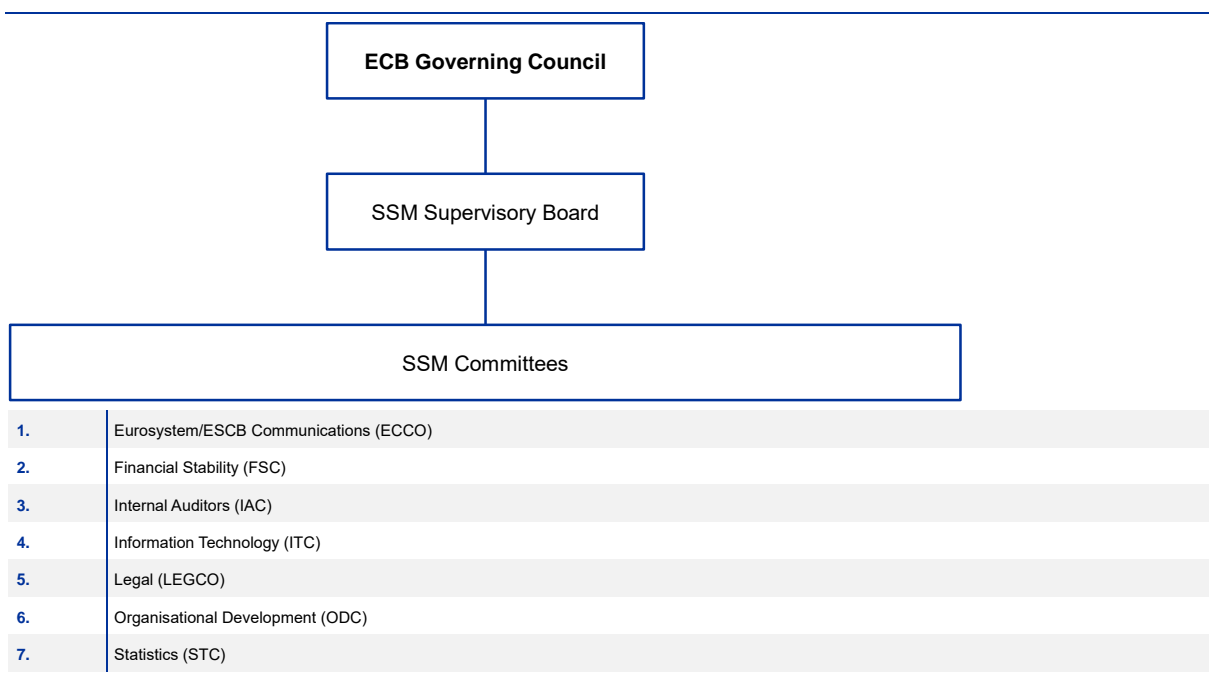 ECB Governing Council
SSM Supervisory Board
SSM Committees
1. Eurosystem/ESCB Communications (ECCO)
2. Financial Stability (FSC)
3. Internal Auditors (IAC)
4. Information Technology (ITC)
5. Legal (LEGCO)
6. Organisational Development (ODC)
7. Statistics (STC)